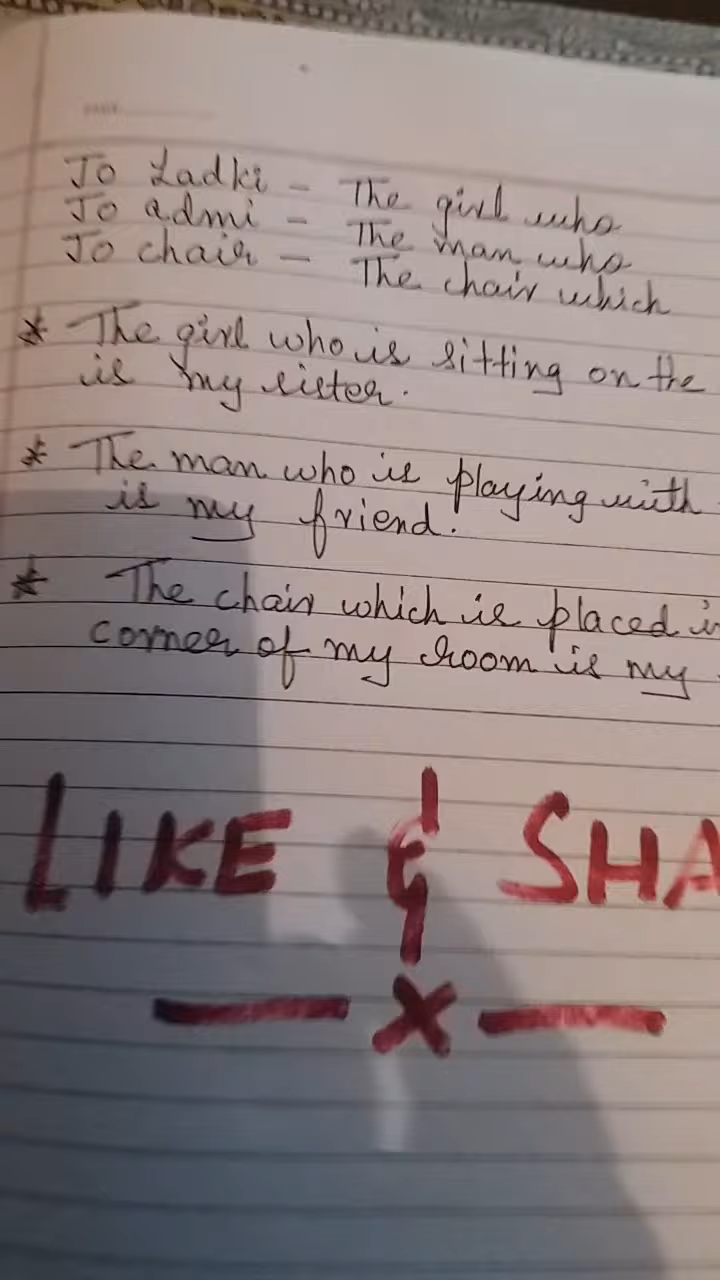 Jo Ladki - The girl who
Jo admi - The man who
Jo chair - The chair which
* The girl who is sitting on the
is my sister.
* The man who is playing with
is my friend.
* The chair which is placed in
corner of my room is my
LIKE & SHA
x